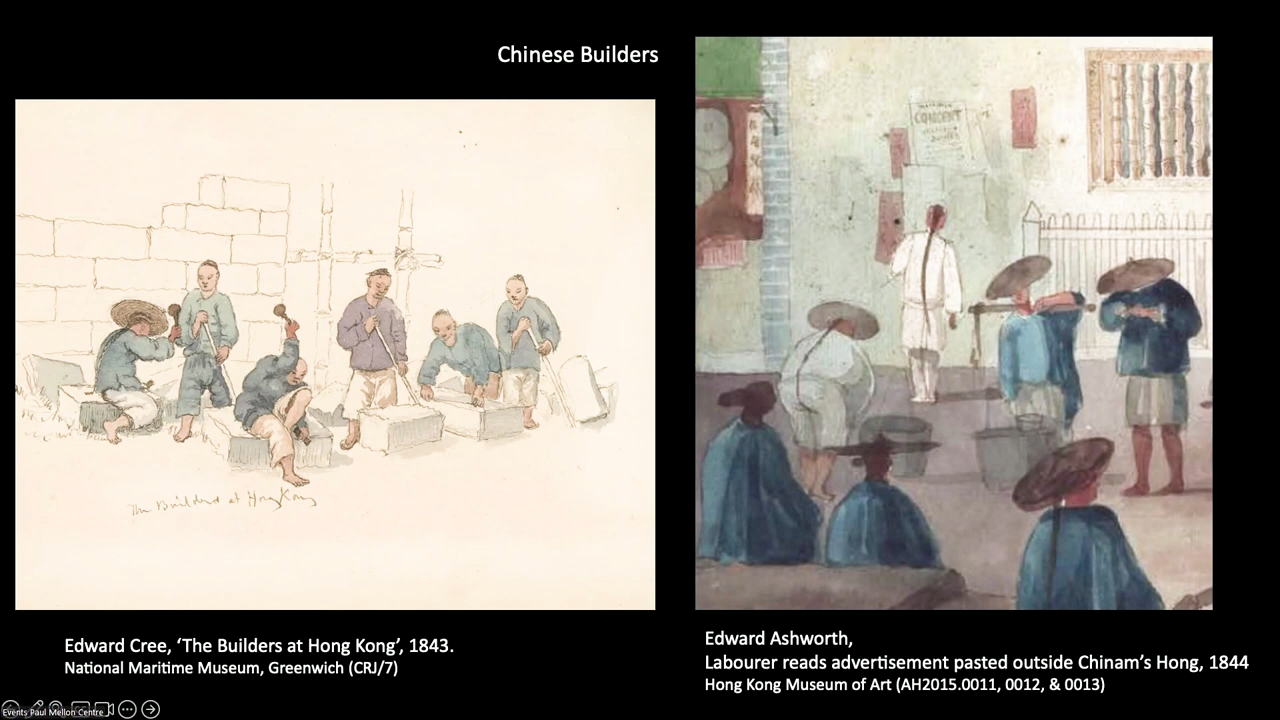 Chinese Builders
The Builders at Hong Kong
CONCERT
Edward Cree, ‘The Builders at Hong Kong’, 1843.
National Maritime Museum, Greenwich (CRJ/7)
Edward Ashworth,
Labourer reads advertisement pasted outside Chinam’s Hong, 1844
Hong Kong Museum of Art (AH2015.0011, 0012, & 0013)
Events Paul Mellon Centre